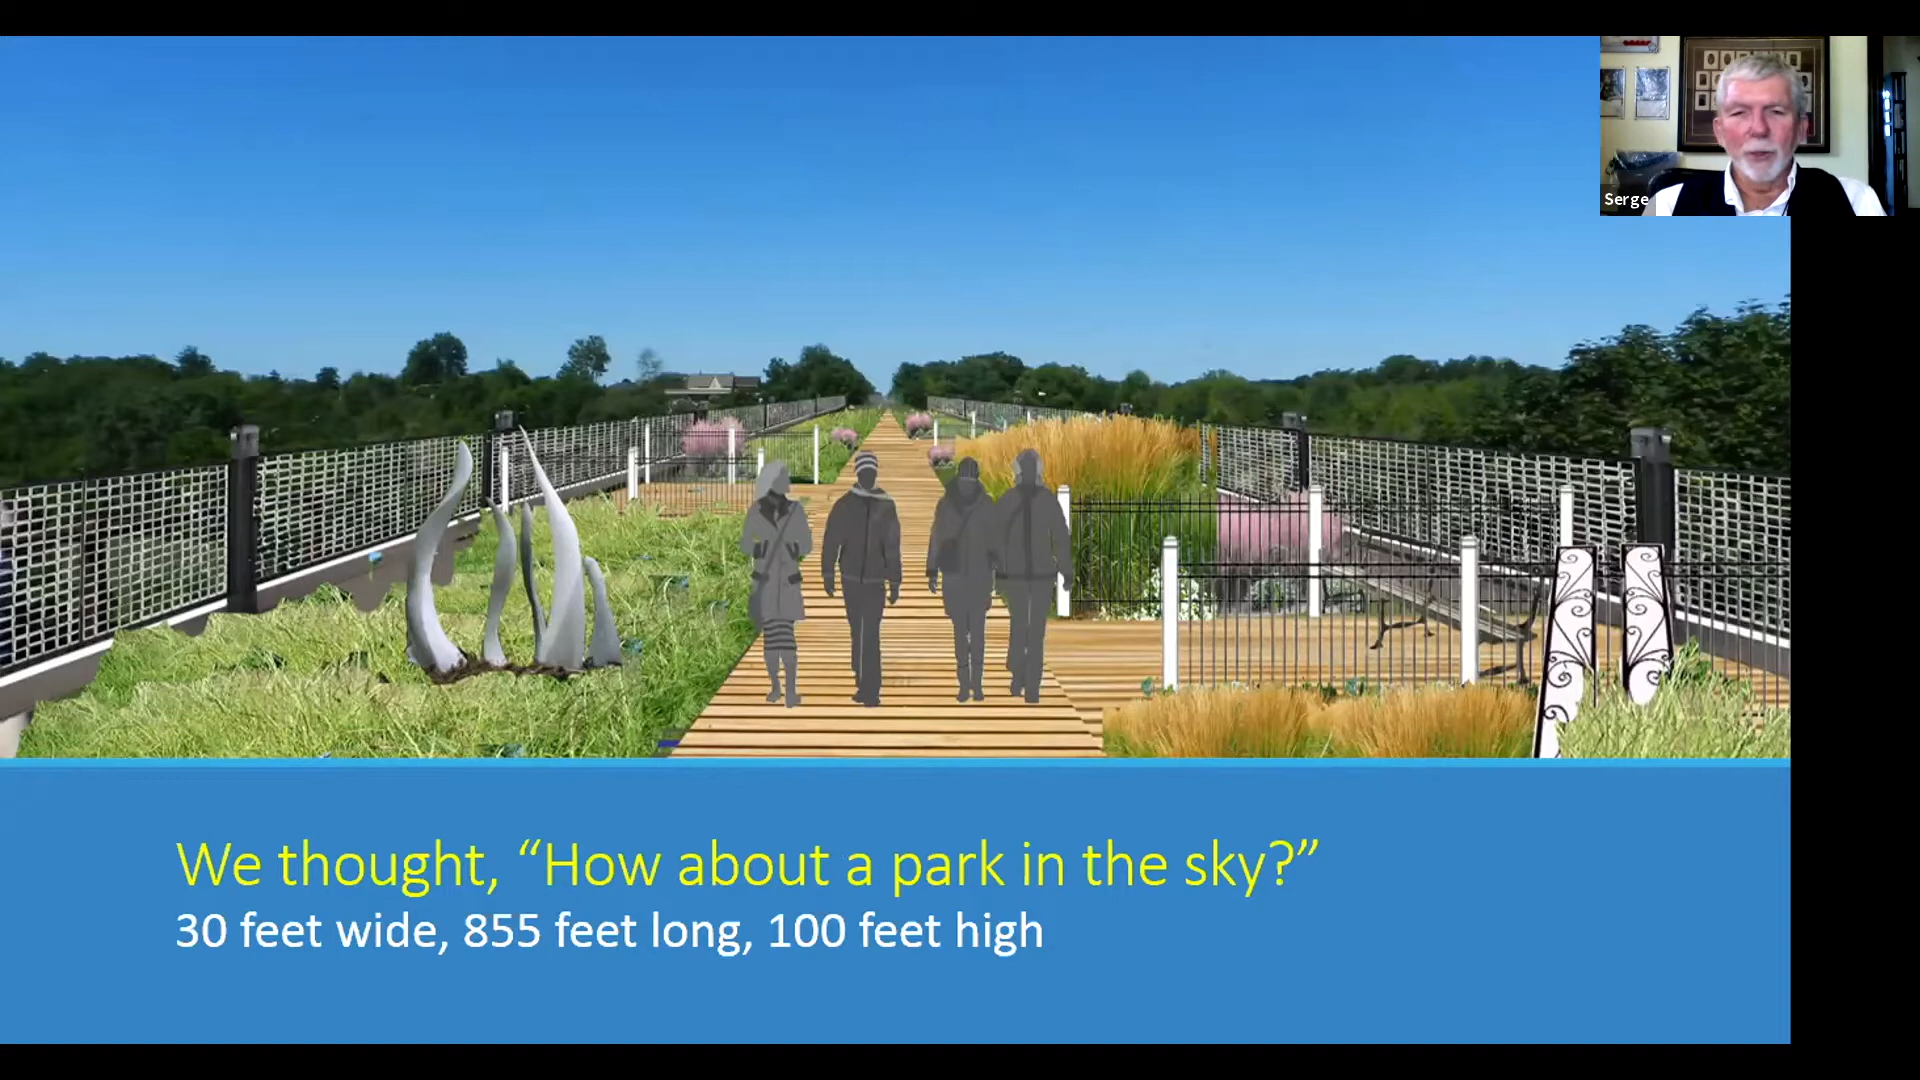 Serge
We thought, “How about a park in the sky?”
30 feet wide, 855 feet long, 100 feet high